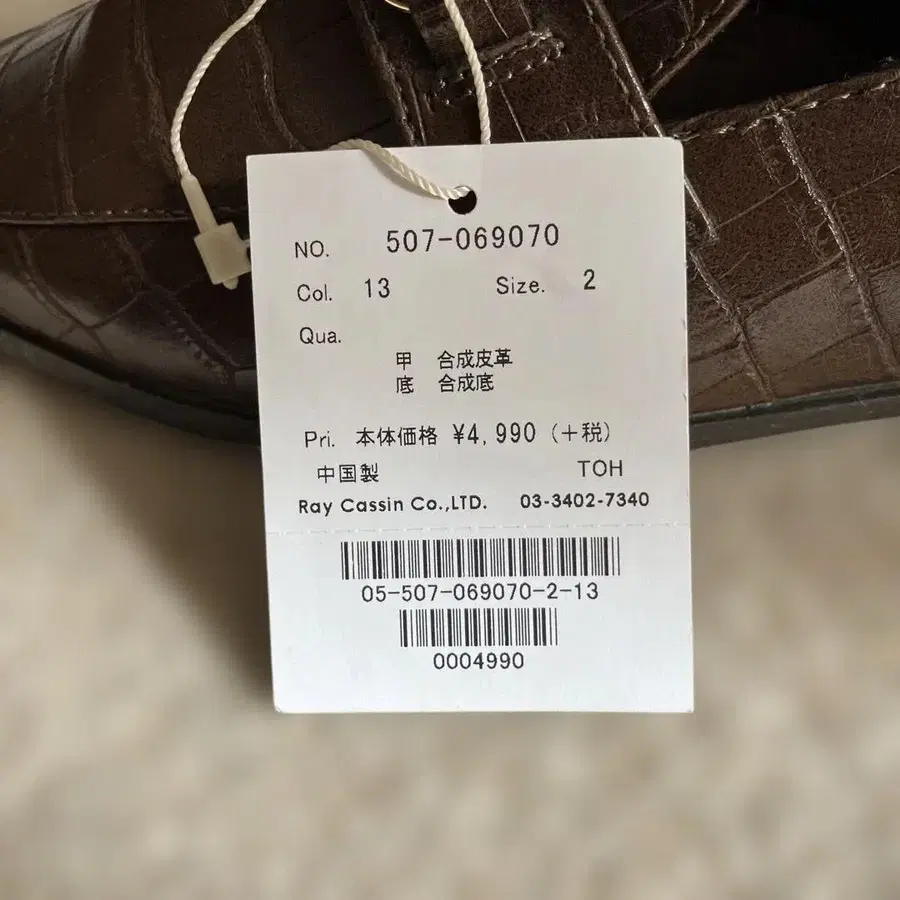 NO. 507-069070
Col. 13 Size. 2
Qua.
甲 合成皮革
底 合成底
Pri. 本体価格 ¥4,990 (+税)
中国製 TOH
Ray Cassin Co.,LTD. 03-3402-7340
05-507-069070-2-13
0004990